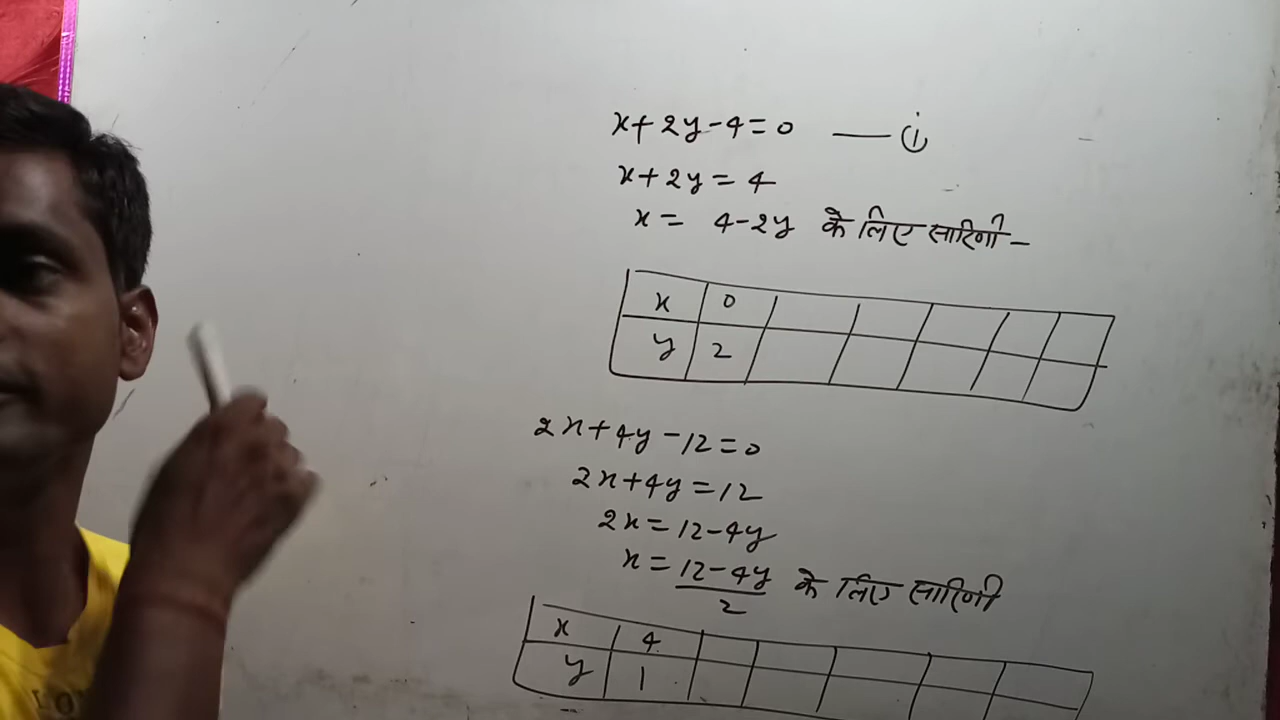 x+2y-4=0 —— (i)
x+2y=4
x= 4-2y के लिए सारिणी-
x 0
y 2
2x+4y-12=0
2x+4y=12
2x=12-4y
x=12-4y/2 के लिए सारिणी
x 4
y 1